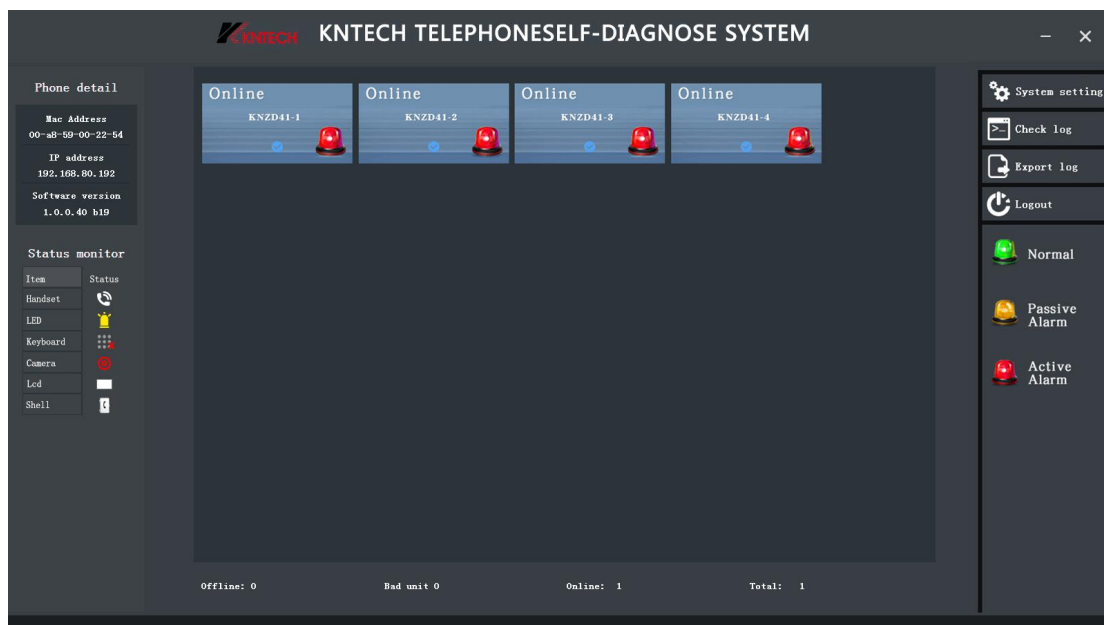 KNTECH
KNTECH TELEPHONESELF-DIAGNOSE SYSTEM
Phone detail
Mac Address
00-a8-59-00-22-54
IP address
192.168.80.192
Software version
1.0.0.40 b19
Status monitor
Item Status
Handset
LED
Keyboard
Camera
Lcd
Shell
Online
KNZD41-1
Online
KNZD41-2
Online
KNZD41-3
Online
KNZD41-4
Offline: 0
Bad unit 0
Online: 1
Total: 1
System setting
Check log
Export log
Logout
Normal
Passive
Alarm
Active
Alarm